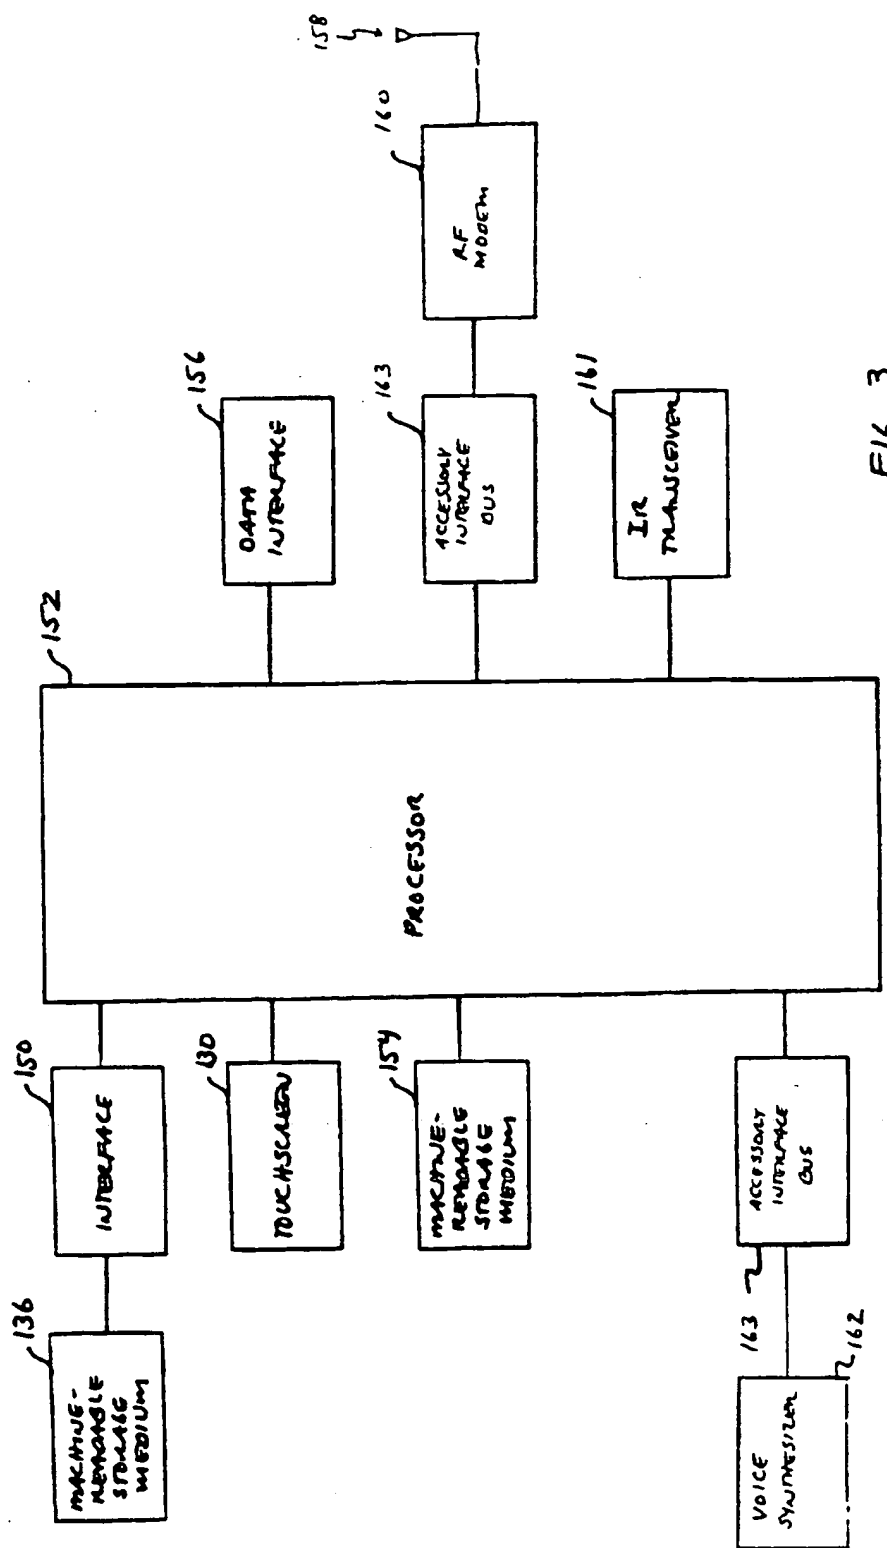 136
MACHINE-
READABLE
STORAGE
MEDIUM
150
INTERFACE
130
TOUCHSCREEN
154
MACHINE-
READABLE
STORAGE
MEDIUM
163
ACCESSORY
INTERFACE
BUS
162
VOICE
SYNTHESIZER
152
PROCESSOR
156
DATA
INTERFACE
163
ACCESSORY
INTERFACE
BUS
160
RF
MODEM
158
161
IR
TRANSCEIVER
FIG. 3